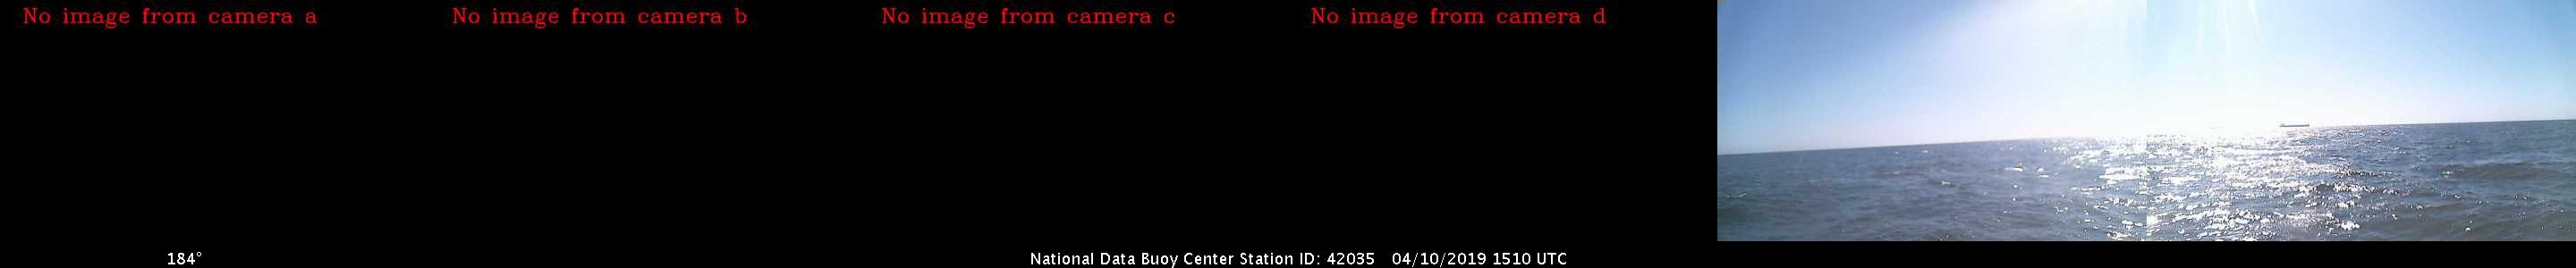 No image from camera a
No image from camera b
No image from camera c
No image from camera d
184°
National Data Buoy Center Station ID: 42035 04/10/2019 1510 UTC